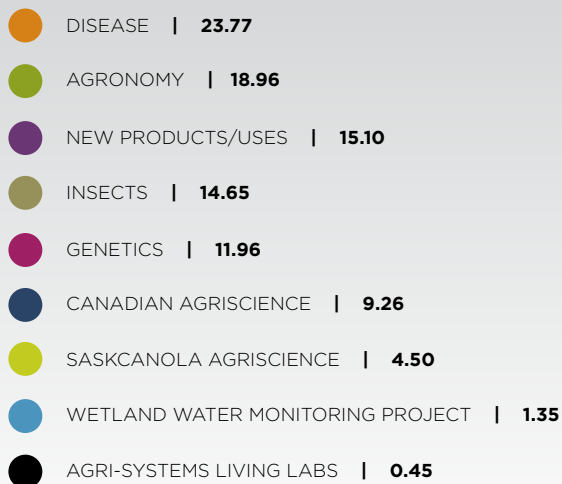 DISEASE | 23.77
AGRONOMY | 18.96
NEW PRODUCTS/USES | 15.10
INSECTS | 14.65
GENETICS | 11.96
CANADIAN AGRISCIENCE | 9.26
SASKCANOLA AGRISCIENCE | 4.50
WETLAND WATER MONITORING PROJECT | 1.35
AGRI-SYSTEMS LIVING LABS | 0.45